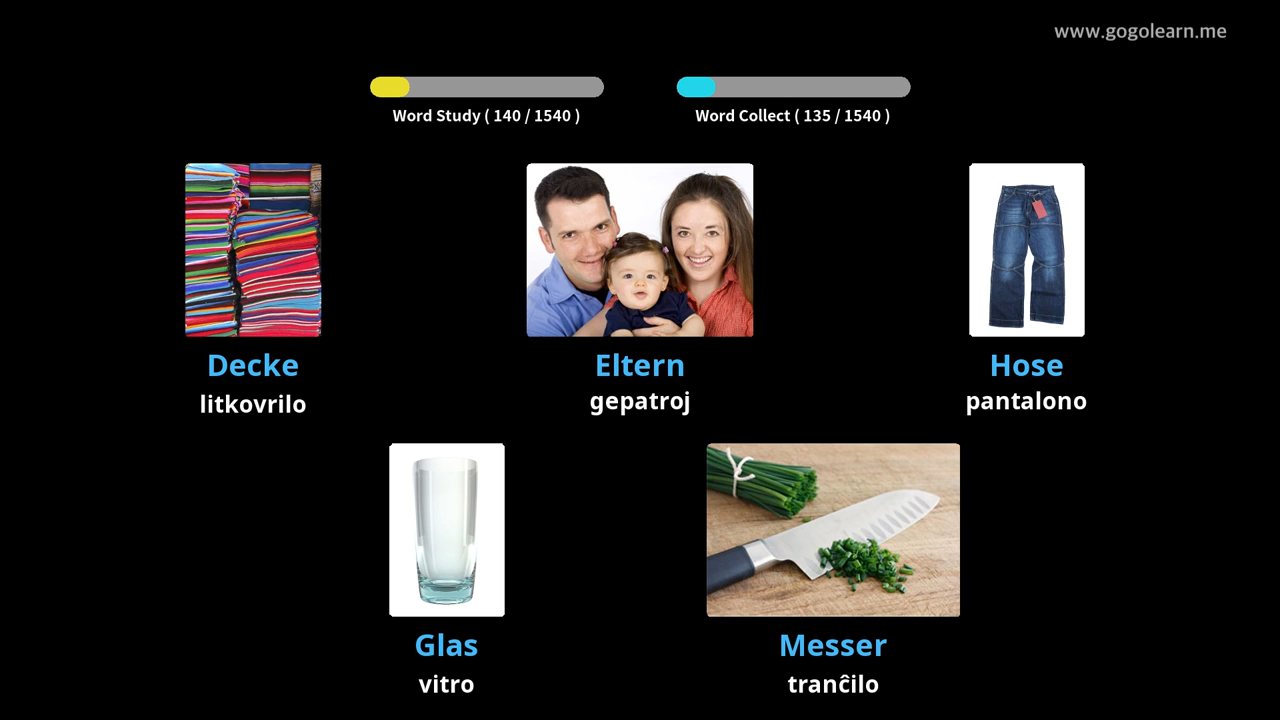 www.gogolearn.me
Word Study ( 140 / 1540 )
Word Collect ( 135 / 1540 )
Decke
litkovrilo
Eltern
gepatroj
Hose
pantalono
Glas
vitro
Messer
tranĉilo